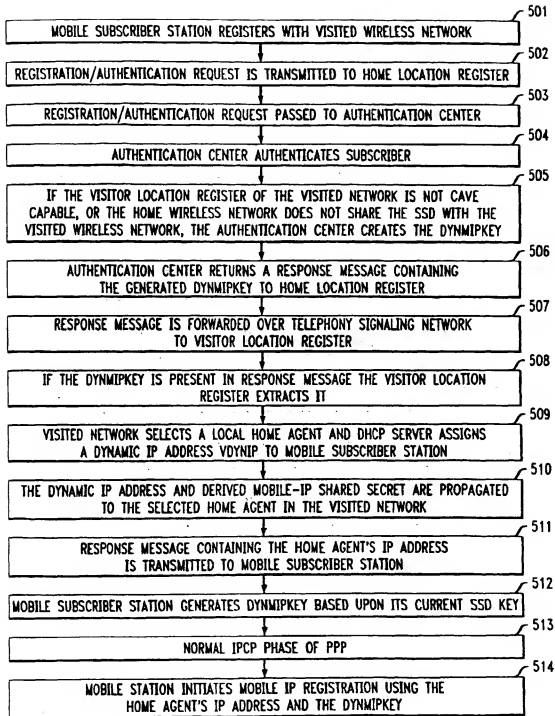 501
MOBILE SUBSCRIBER STATION REGISTERS WITH VISITED WIRELESS NETWORK
502
REGISTRATION/AUTHENTICATION REQUEST IS TRANSMITTED TO HOME LOCATION REGISTER
503
REGISTRATION/AUTHENTICATION REQUEST PASSED TO AUTHENTICATION CENTER
504
AUTHENTICATION CENTER AUTHENTICATES SUBSCRIBER
505
IF THE VISITOR LOCATION REGISTER OF THE VISITED NETWORK IS NOT CAVE
CAPABLE, OR THE HOME WIRELESS NETWORK DOES NOT SHARE THE SSD WITH THE
VISITED WIRELESS NETWORK, THE AUTHENTICATION CENTER CREATES THE DYNMIPKEY
506
AUTHENTICATION CENTER RETURNS A RESPONSE MESSAGE CONTAINING
THE GENERATED DYNMIPKEY TO HOME LOCATION REGISTER
507
RESPONSE MESSAGE IS FORWARDED OVER TELEPHONY SIGNALING NETWORK
TO VISITOR LOCATION REGISTER
508
IF THE DYNMIPKEY IS PRESENT IN RESPONSE MESSAGE THE VISITOR LOCATION
REGISTER EXTRACTS IT
509
VISITED NETWORK SELECTS A LOCAL HOME AGENT AND DHCP SERVER ASSIGNS
A DYNAMIC IP ADDRESS VDYNIP TO MOBILE SUBSCRIBER STATION
510
THE DYNAMIC IP ADDRESS AND DERIVED MOBILE-IP SHARED SECRET ARE PROPAGATED
TO THE SELECTED HOME AGENT IN THE VISITED NETWORK
511
RESPONSE MESSAGE CONTAINING THE HOME AGENT'S IP ADDRESS
IS TRANSMITTED TO MOBILE SUBSCRIBER STATION
512
MOBILE SUBSCRIBER STATION GENERATES DYNMIPKEY BASED UPON ITS CURRENT SSD KEY
513
NORMAL IPCP PHASE OF PPP
514
MOBILE STATION INITIATES MOBILE IP REGISTRATION USING THE
HOME AGENT'S IP ADDRESS AND THE DYNMIPKEY